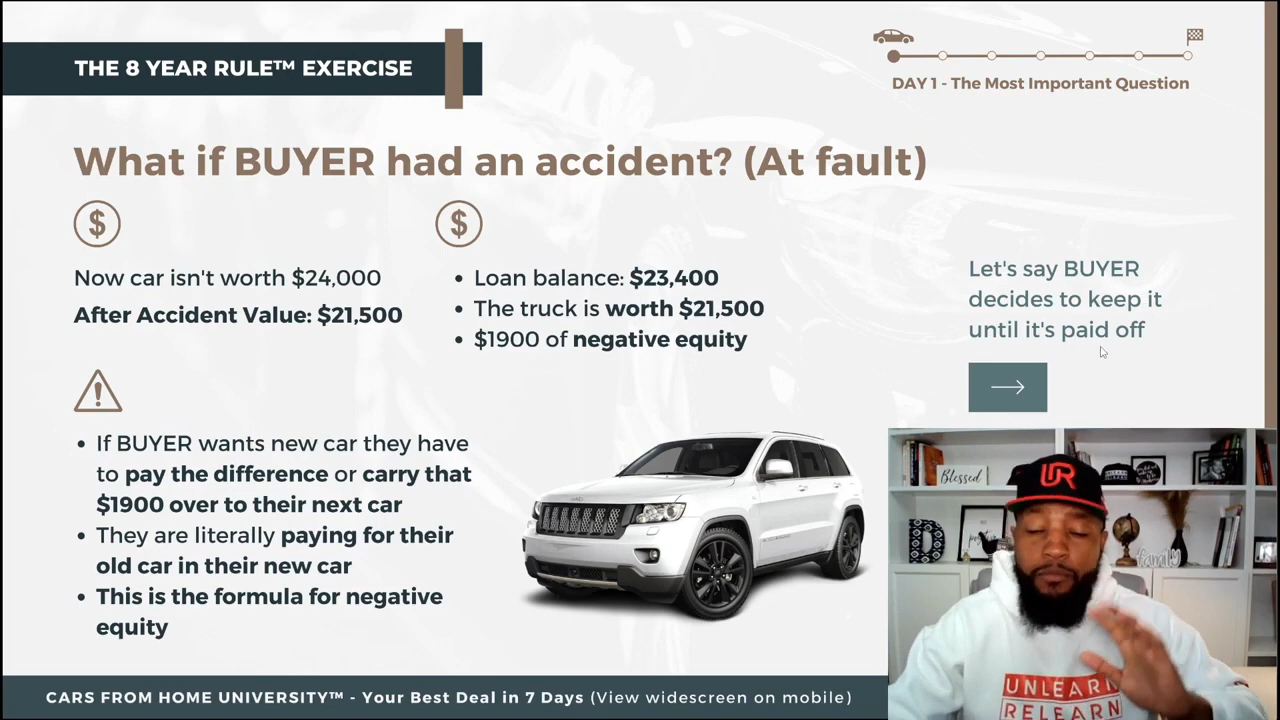 THE 8 YEAR RULE™ EXERCISE
DAY 1 - The Most Important Question
What if BUYER had an accident? (At fault)
$
$
Now car isn't worth $24,000
After Accident Value: $21,500
• Loan balance: $23,400
• The truck is worth $21,500
• $1900 of negative equity
Let's say BUYER
decides to keep it
until it's paid off
• If BUYER wants new car they have
to pay the difference or carry that
$1900 over to their next car
• They are literally paying for their
old car in their new car
• This is the formula for negative
equity
Blessed
UR
D
family
UNLEARN
RELEARN
CARS FROM HOME UNIVERSITY™ - Your Best Deal in 7 Days (View widescreen on mobile)